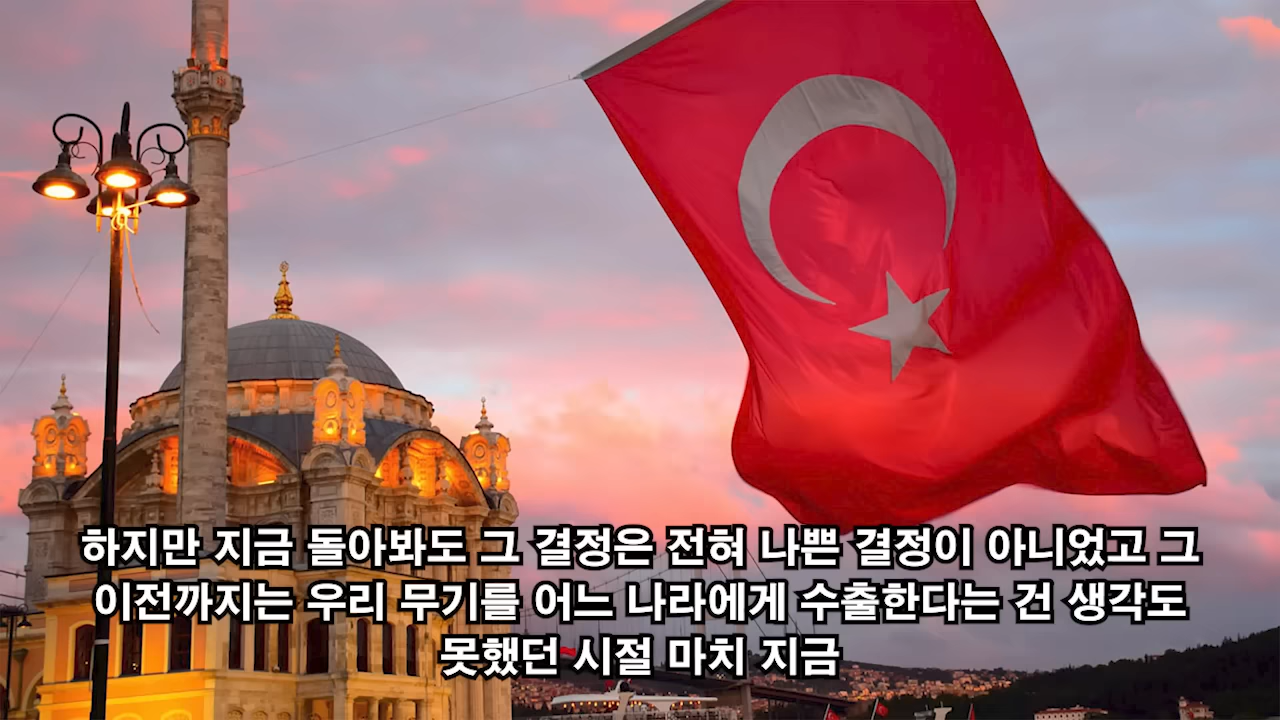 하지만 지금 돌아봐도 그 결정은 전혀 나쁜 결정이 아니었고 그
이전까지는 우리 무기를 어느 나라에게 수출한다는 건 생각도
못했던 시절 마치 지금